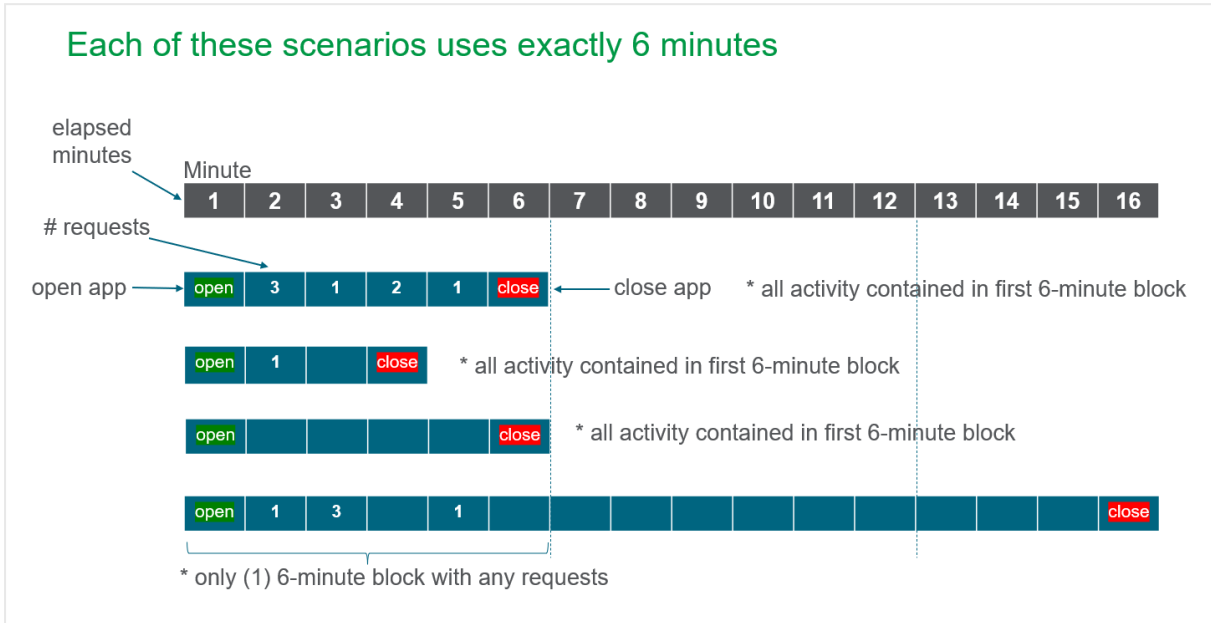 Each of these scenarios uses exactly 6 minutes
elapsed
minutes
Minute
1 2 3 4 5 6 7 8 9 10 11 12 13 14 15 16
# requests
open app
open 3 1 2 1 close
close app
* all activity contained in first 6-minute block
open 1 close
* all activity contained in first 6-minute block
open close
* all activity contained in first 6-minute block
open 1 3 1 close
* only (1) 6-minute block with any requests